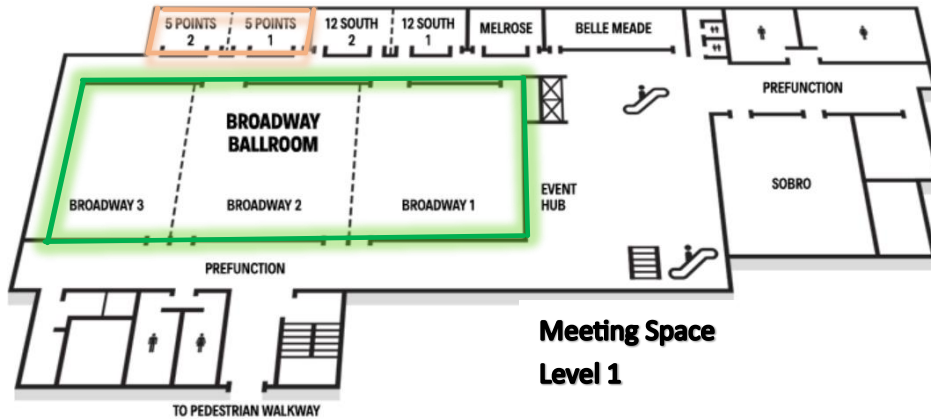 5 POINTS
2
5 POINTS
1
12 SOUTH
2
12 SOUTH
1
MELROSE
BELLE MEADE
PREFUNCTION
BROADWAY
BALLROOM
SOBRO
EVENT
HUB
BROADWAY 3
BROADWAY 2
BROADWAY 1
PREFUNCTION
Meeting Space
Level 1
TO PEDESTRIAN WALKWAY